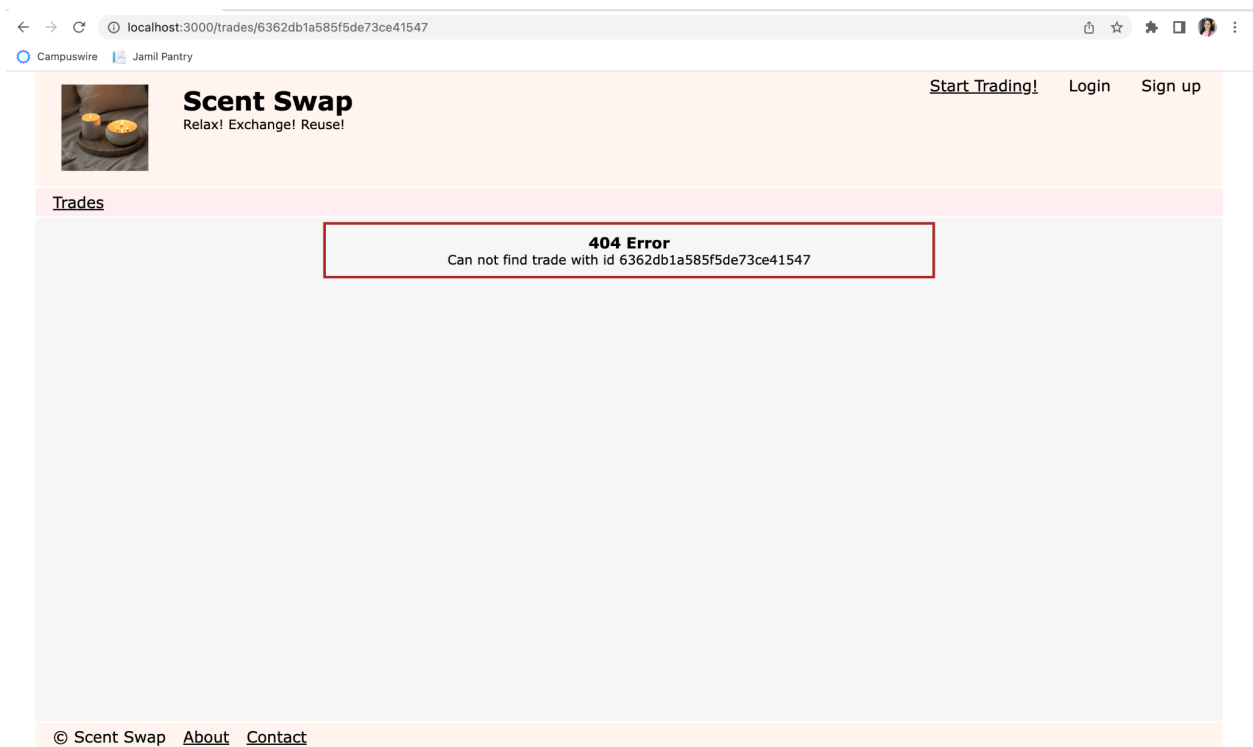 localhost:3000/trades/6362db1a585f5de73ce41547
Campuswire Jamil Pantry
Start Trading! Login Sign up
Scent Swap
Relax! Exchange! Reuse!
Trades
404 Error
Can not find trade with id 6362db1a585f5de73ce41547
© Scent Swap About Contact